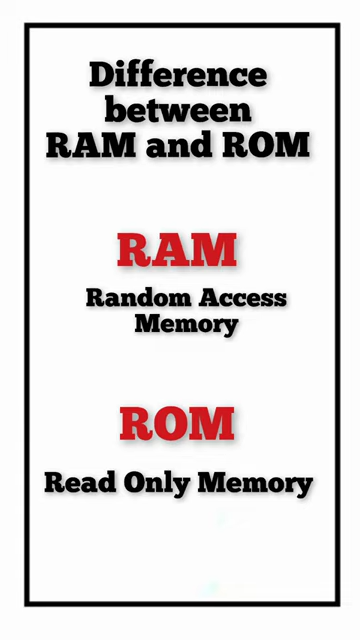 Difference
between
RAM and ROM
RAM
Random Access
Memory
ROM
Read Only Memory